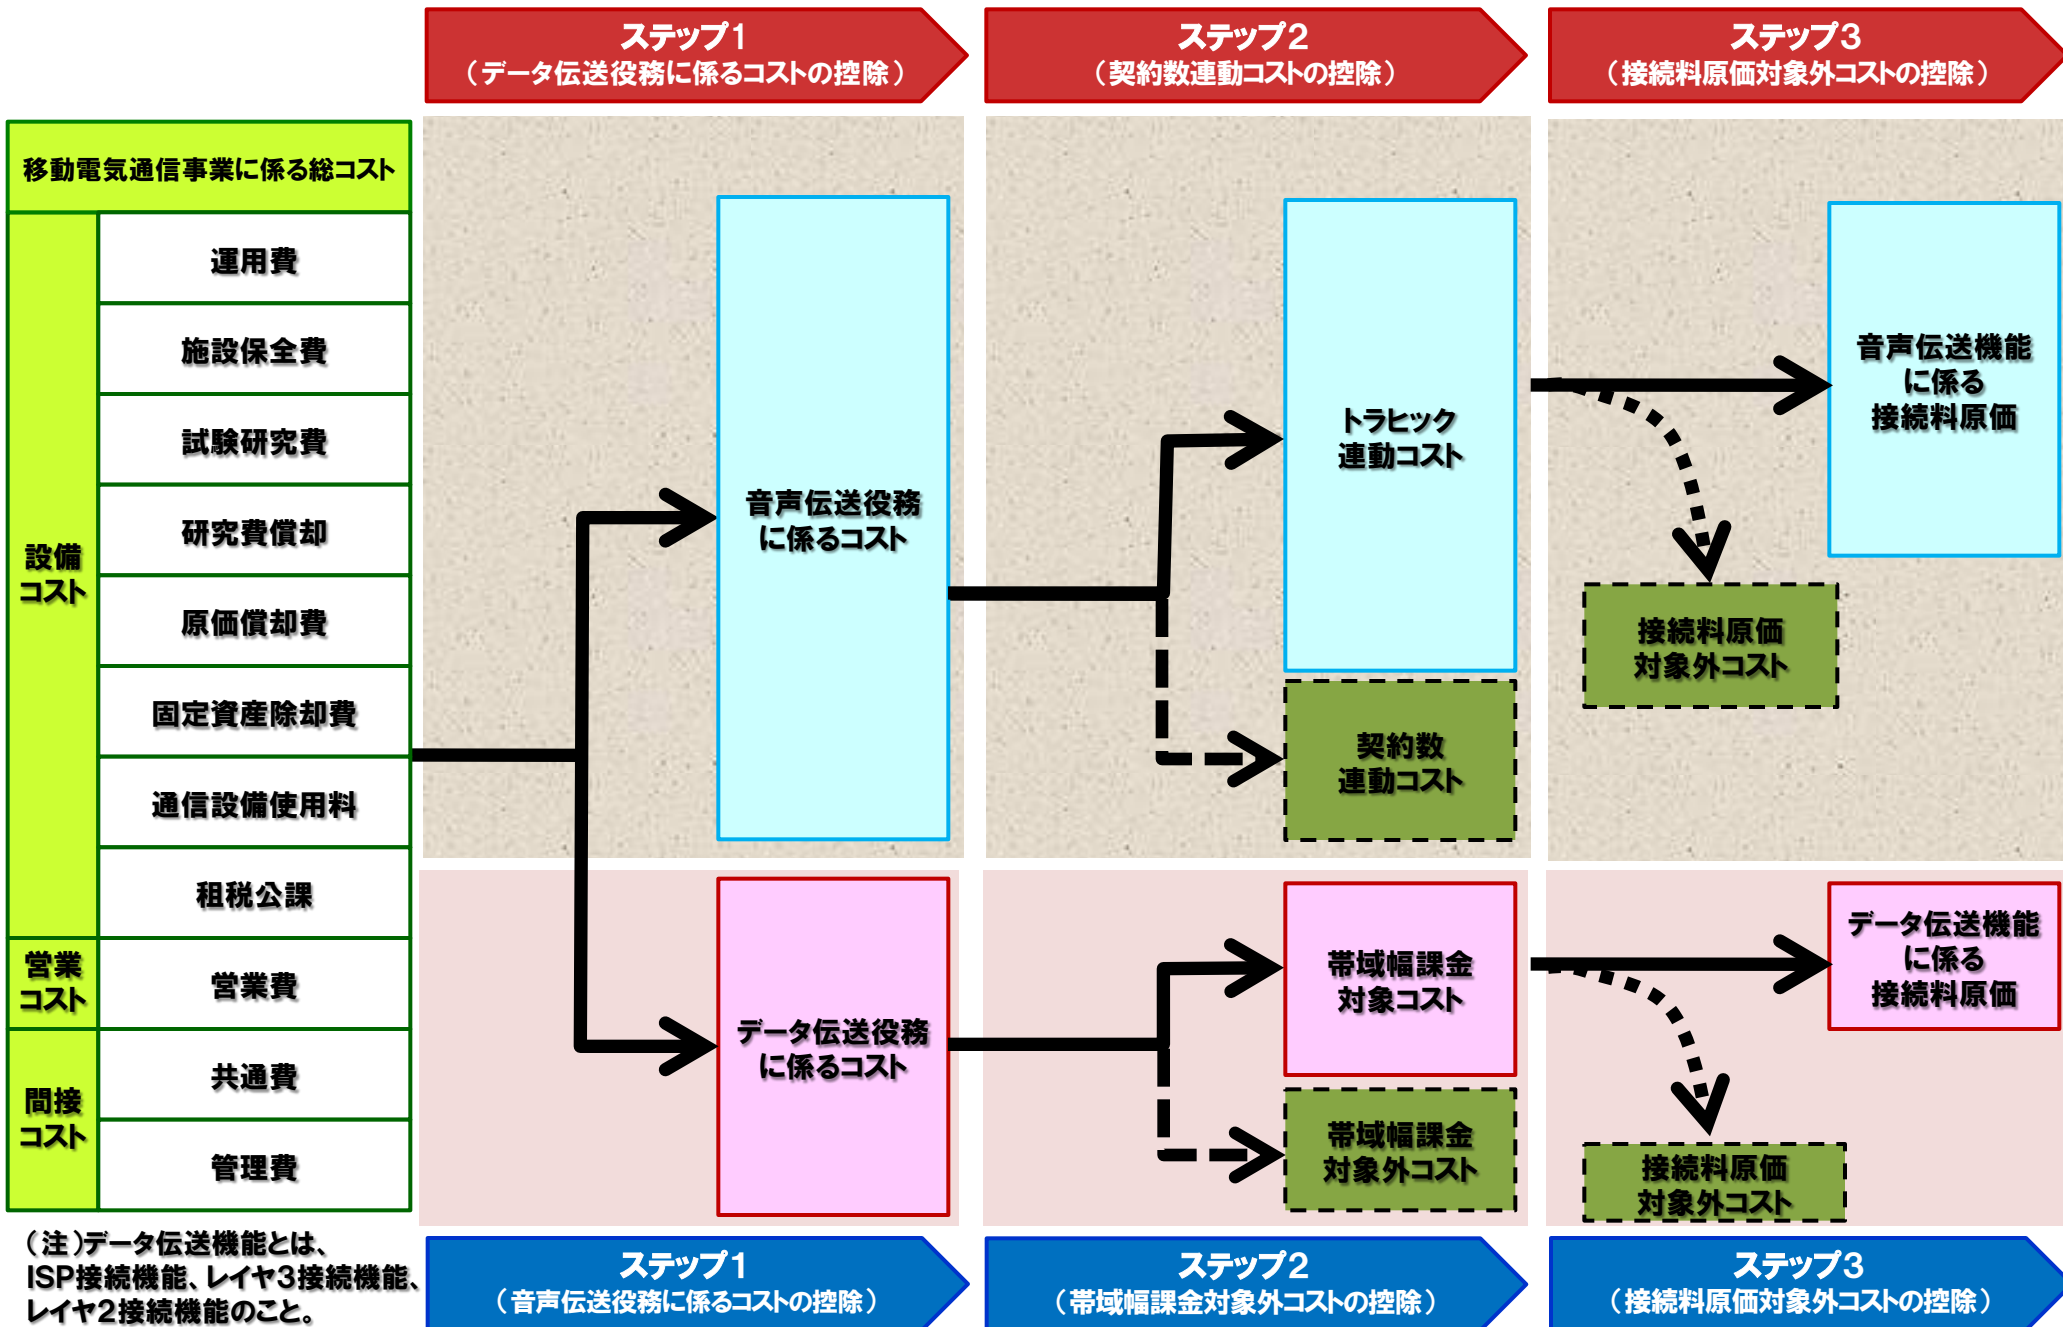 ステップ1
（データ伝送役務に係るコストの控除）
ステップ2
（契約数連動コストの控除）
ステップ3
（接続料原価対象外コストの控除）
移動電気通信事業に係る総コスト
設備
コスト
運用費
施設保全費
試験研究費
研究費償却
原価償却費
固定資産除却費
通信設備使用料
租税公課
営業
コスト
営業費
間接
コスト
共通費
管理費
音声伝送役務
に係るコスト
トラヒック
連動コスト
契約数
連動コスト
音声伝送機能
に係る
接続料原価
接続料原価
対象外コスト
データ伝送役務
に係るコスト
帯域幅課金
対象コスト
帯域幅課金
対象外コスト
データ伝送機能
に係る
接続料原価
接続料原価
対象外コスト
（注）データ伝送機能とは、
ISP接続機能、レイヤ3接続機能、
レイヤ2接続機能のこと。
ステップ1
（音声伝送役務に係るコストの控除）
ステップ2
（帯域幅課金対象外コストの控除）
ステップ3
（接続料原価対象外コストの控除）